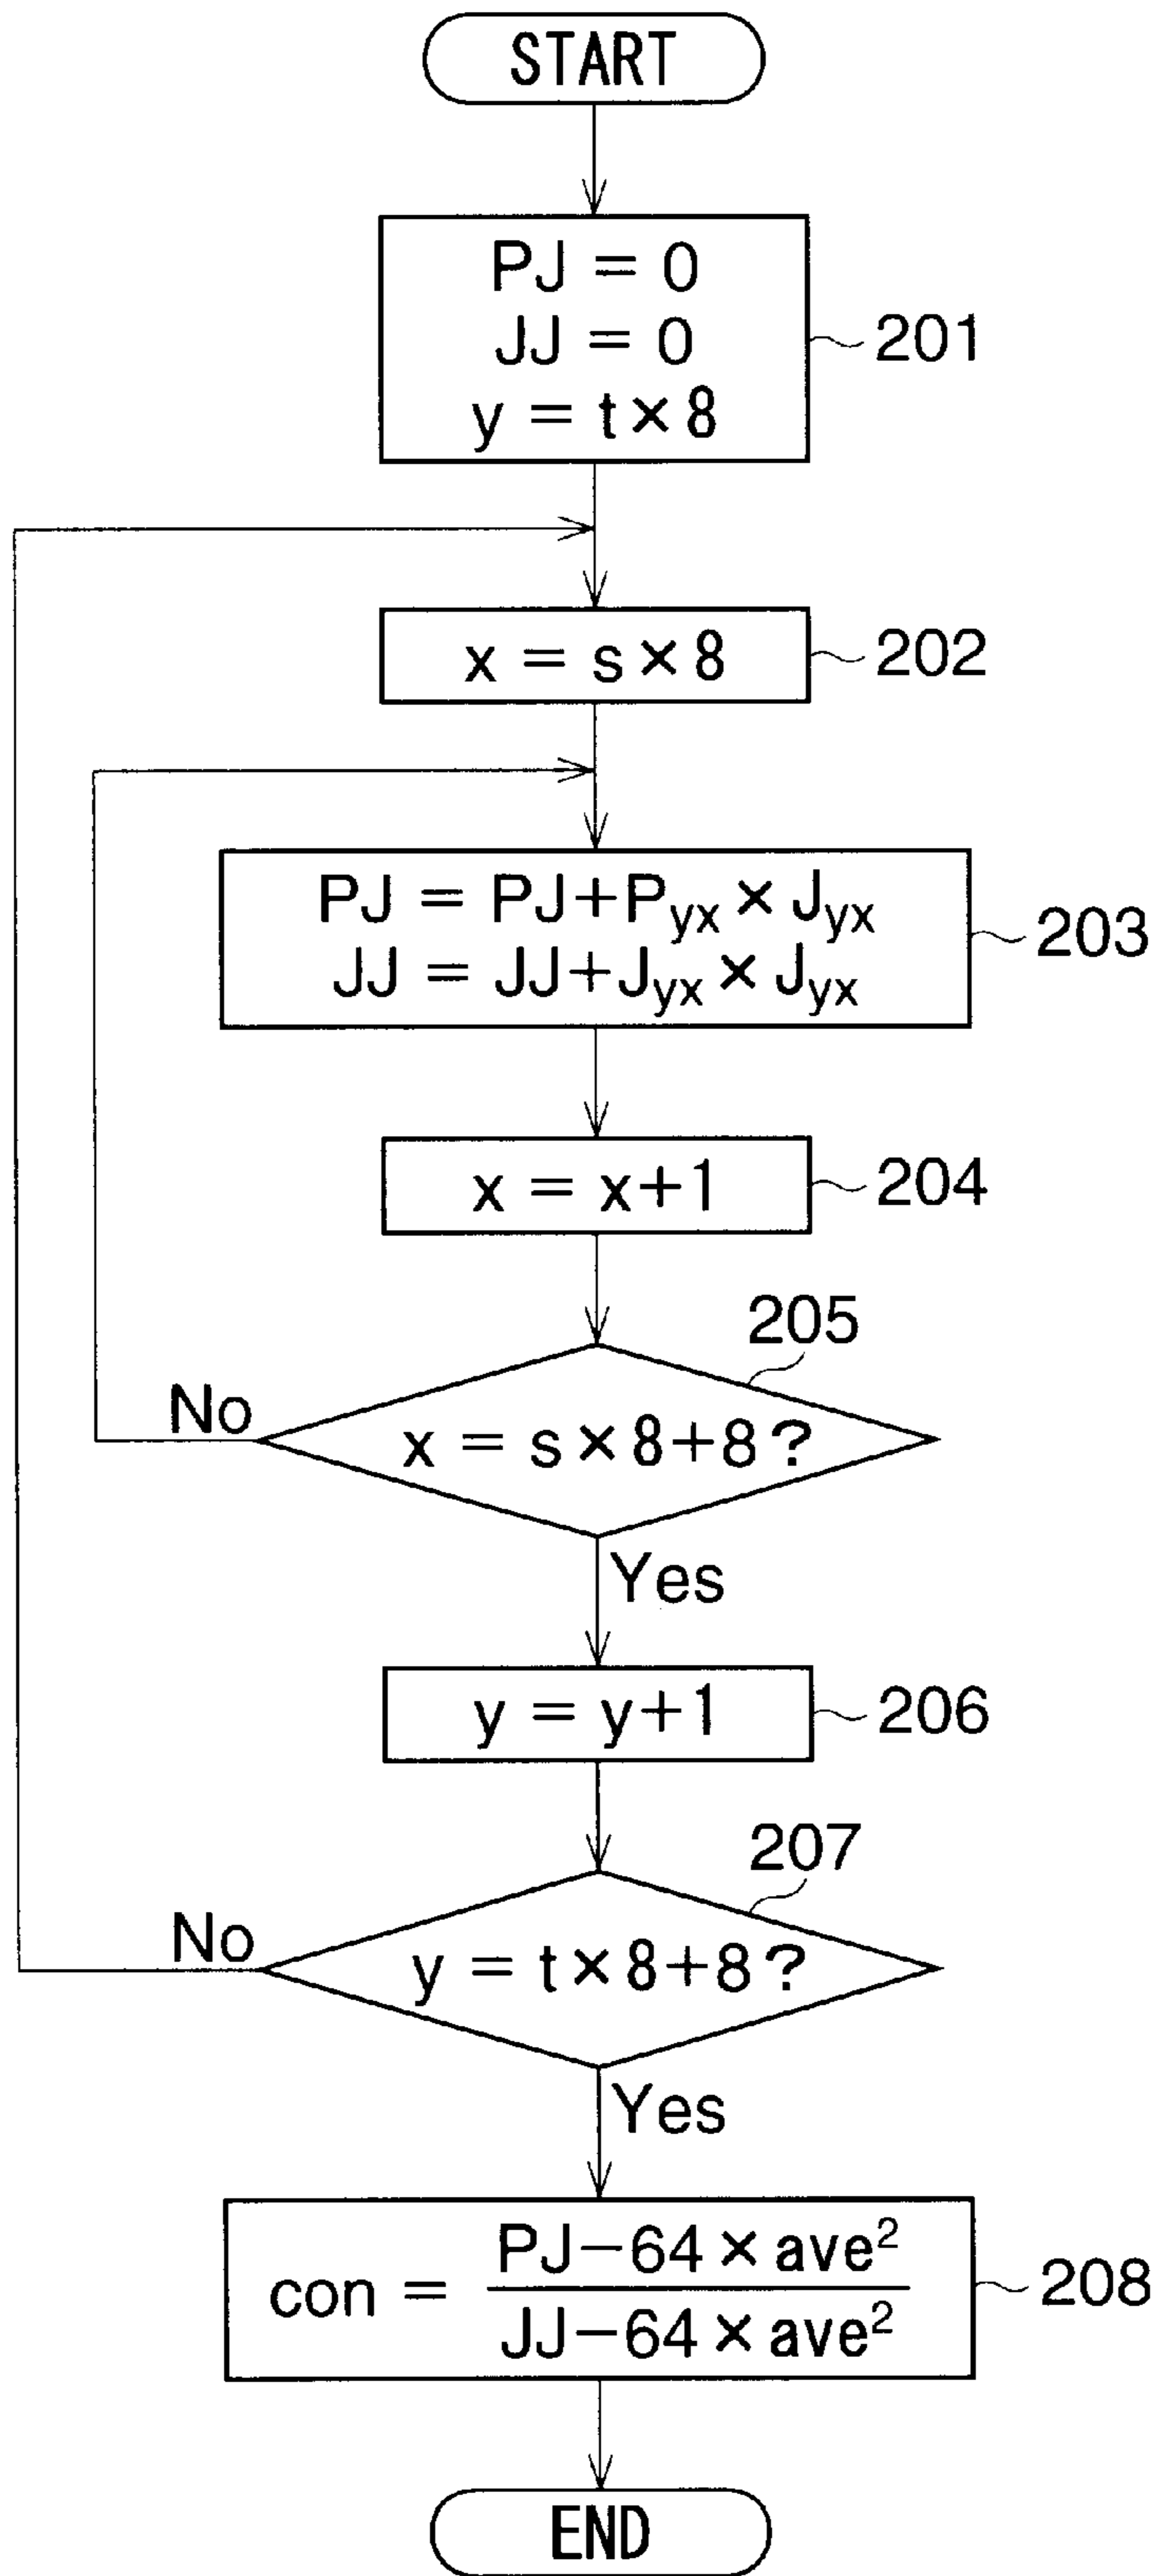 START
PJ = 0
JJ = 0
y = t×8
201
x = s×8
202
PJ = PJ+Pyx×Jyx
JJ = JJ+Jyx×Jyx
203
x = x+1
204
205
No
x = s×8+8?
Yes
y = y+1
206
207
No
y = t×8+8?
Yes
PJ−64×ave²
con =
JJ−64×ave²
208
END